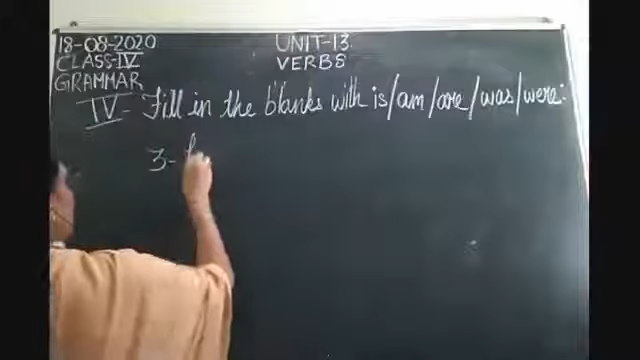 18-08-2020
UNIT-13.
CLASS-IV
VERBS
GRAMMAR
IV- Fill in the blanks with is/am/are/was/were:
3-